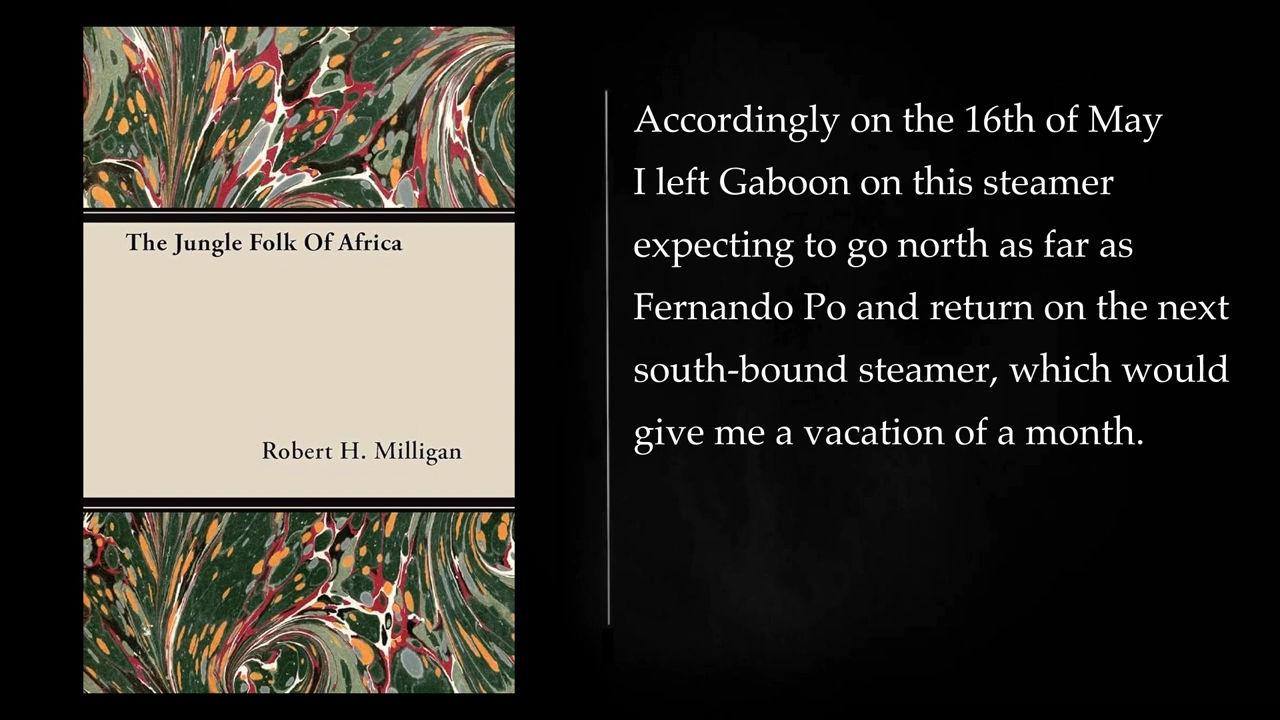 The Jungle Folk Of Africa
Robert H. Milligan
Accordingly on the 16th of May
I left Gaboon on this steamer
expecting to go north as far as
Fernando Po and return on the next
south-bound steamer, which would
give me a vacation of a month.